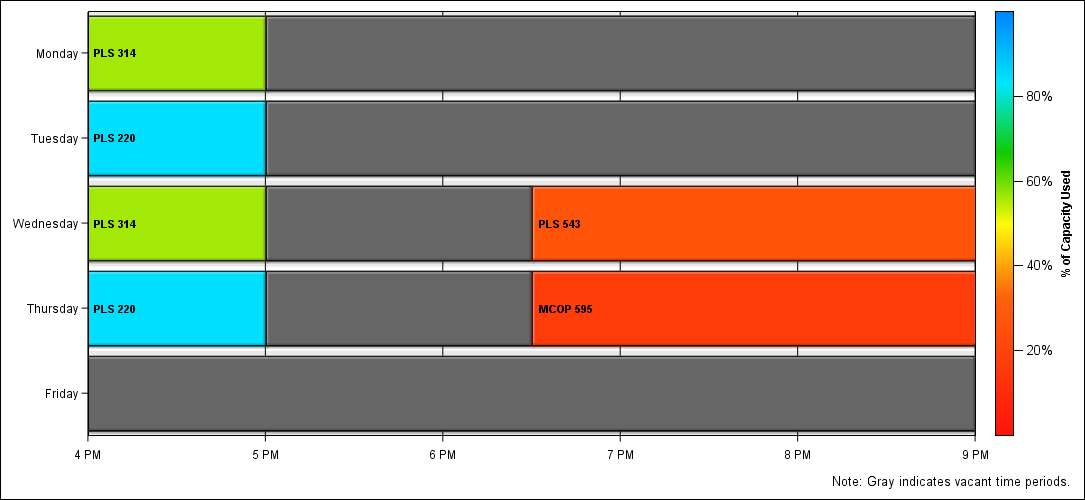 Monday
PLS 314
Tuesday
PLS 220
Wednesday
PLS 314
PLS 543
Thursday
PLS 220
MCOP 595
Friday
4 PM
5 PM
6 PM
7 PM
8 PM
9 PM
80%
60%
40%
20%
% of Capacity Used
Note: Gray indicates vacant time periods.